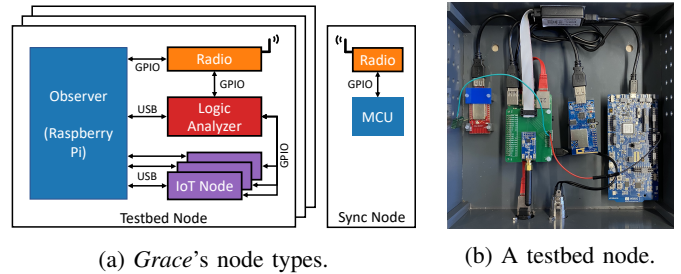 Observer
(Raspberry
Pi)
GPIO
Radio
GPIO
USB
Logic
Analyzer
GPIO
USB
IoT Node
Testbed Node
Radio
GPIO
MCU
Sync Node
(a) Grace's node types.
(b) A testbed node.